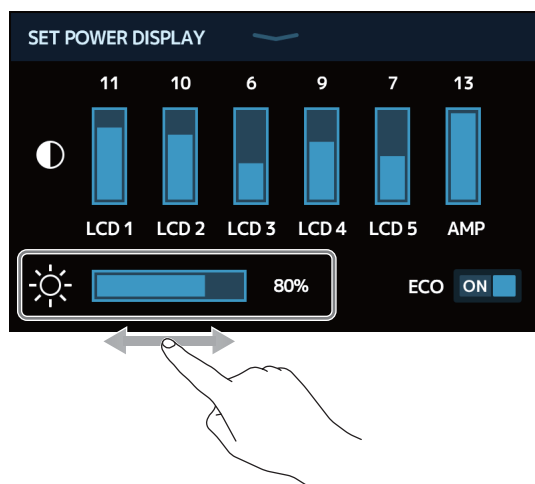 SET POWER DISPLAY
11 10 6 9 7 13
LCD 1 LCD 2 LCD 3 LCD 4 LCD 5 AMP
80% ECO ON